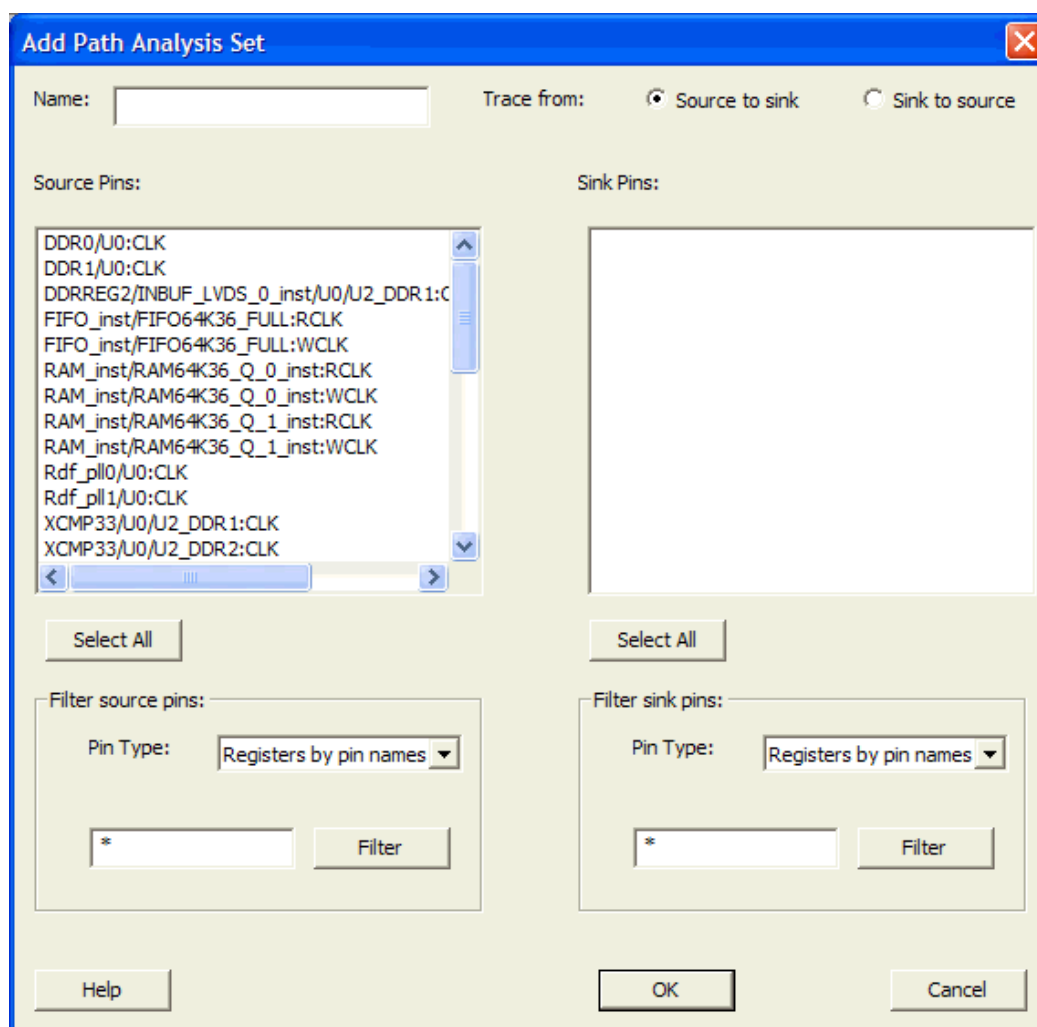 Add Path Analysis Set
Name:
Trace from:
Source to sink
Sink to source
Source Pins:
Sink Pins:
DDR0/U0:CLK
DDR1/U0:CLK
DDRREG2/INBUF_LVDS_0_inst/U0/U2_DDR1:C
FIFO_inst/FIFO64K36_FULL:RCLK
FIFO_inst/FIFO64K36_FULL:WCLK
RAM_inst/RAM64K36_Q_0_inst:RCLK
RAM_inst/RAM64K36_Q_0_inst:WCLK
RAM_inst/RAM64K36_Q_1_inst:RCLK
RAM_inst/RAM64K36_Q_1_inst:WCLK
Rdf_pll0/U0:CLK
Rdf_pll1/U0:CLK
XCMP33/U0/U2_DDR1:CLK
XCMP33/U0/U2_DDR2:CLK
Select All
Select All
Filter source pins:
Filter sink pins:
Pin Type:
Registers by pin names
Pin Type:
Registers by pin names
*
Filter
*
Filter
Help
OK
Cancel